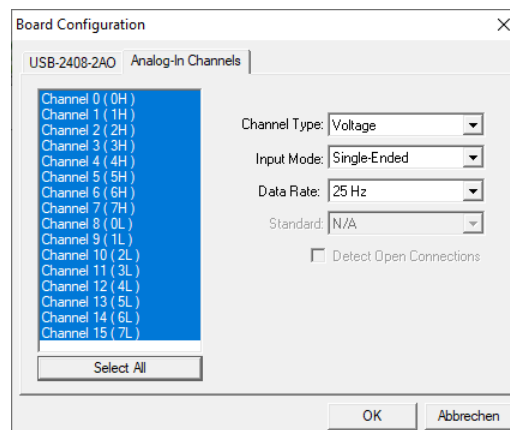 Board Configuration
USB-2408-2AO Analog-In Channels
Channel 0 ( 0H )
Channel 1 ( 1H )
Channel 2 ( 2H )
Channel 3 ( 3H )
Channel 4 ( 4H )
Channel 5 ( 5H )
Channel 6 ( 6H )
Channel 7 ( 7H )
Channel 8 ( 0L )
Channel 9 ( 1L )
Channel 10 ( 2L )
Channel 11 ( 3L )
Channel 12 ( 4L )
Channel 13 ( 5L )
Channel 14 ( 6L )
Channel 15 ( 7L )
Select All
Channel Type: Voltage
Input Mode: Single-Ended
Data Rate: 25 Hz
Standard: N/A
Detect Open Connections
OK Abbrechen